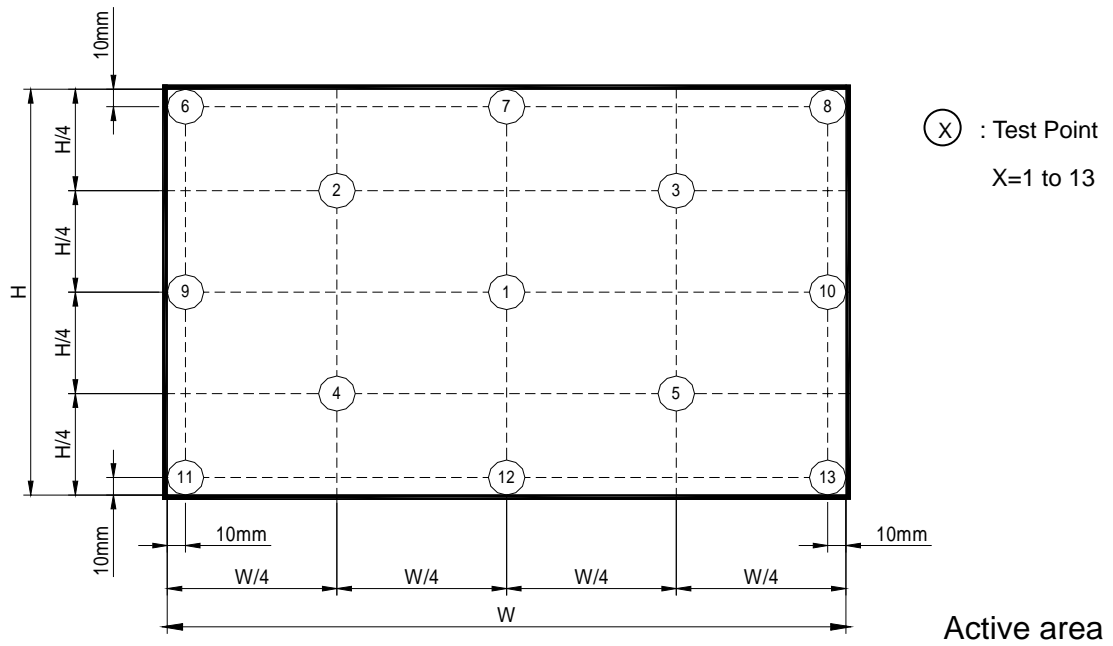 10mm
6 7 8
H/4
X : Test Point
2 3
X=1 to 13
H/4
H
9 1 10
H/4
4 5
H/4
11 12 13
10mm
10mm 10mm
W/4 W/4 W/4 W/4
W
Active area